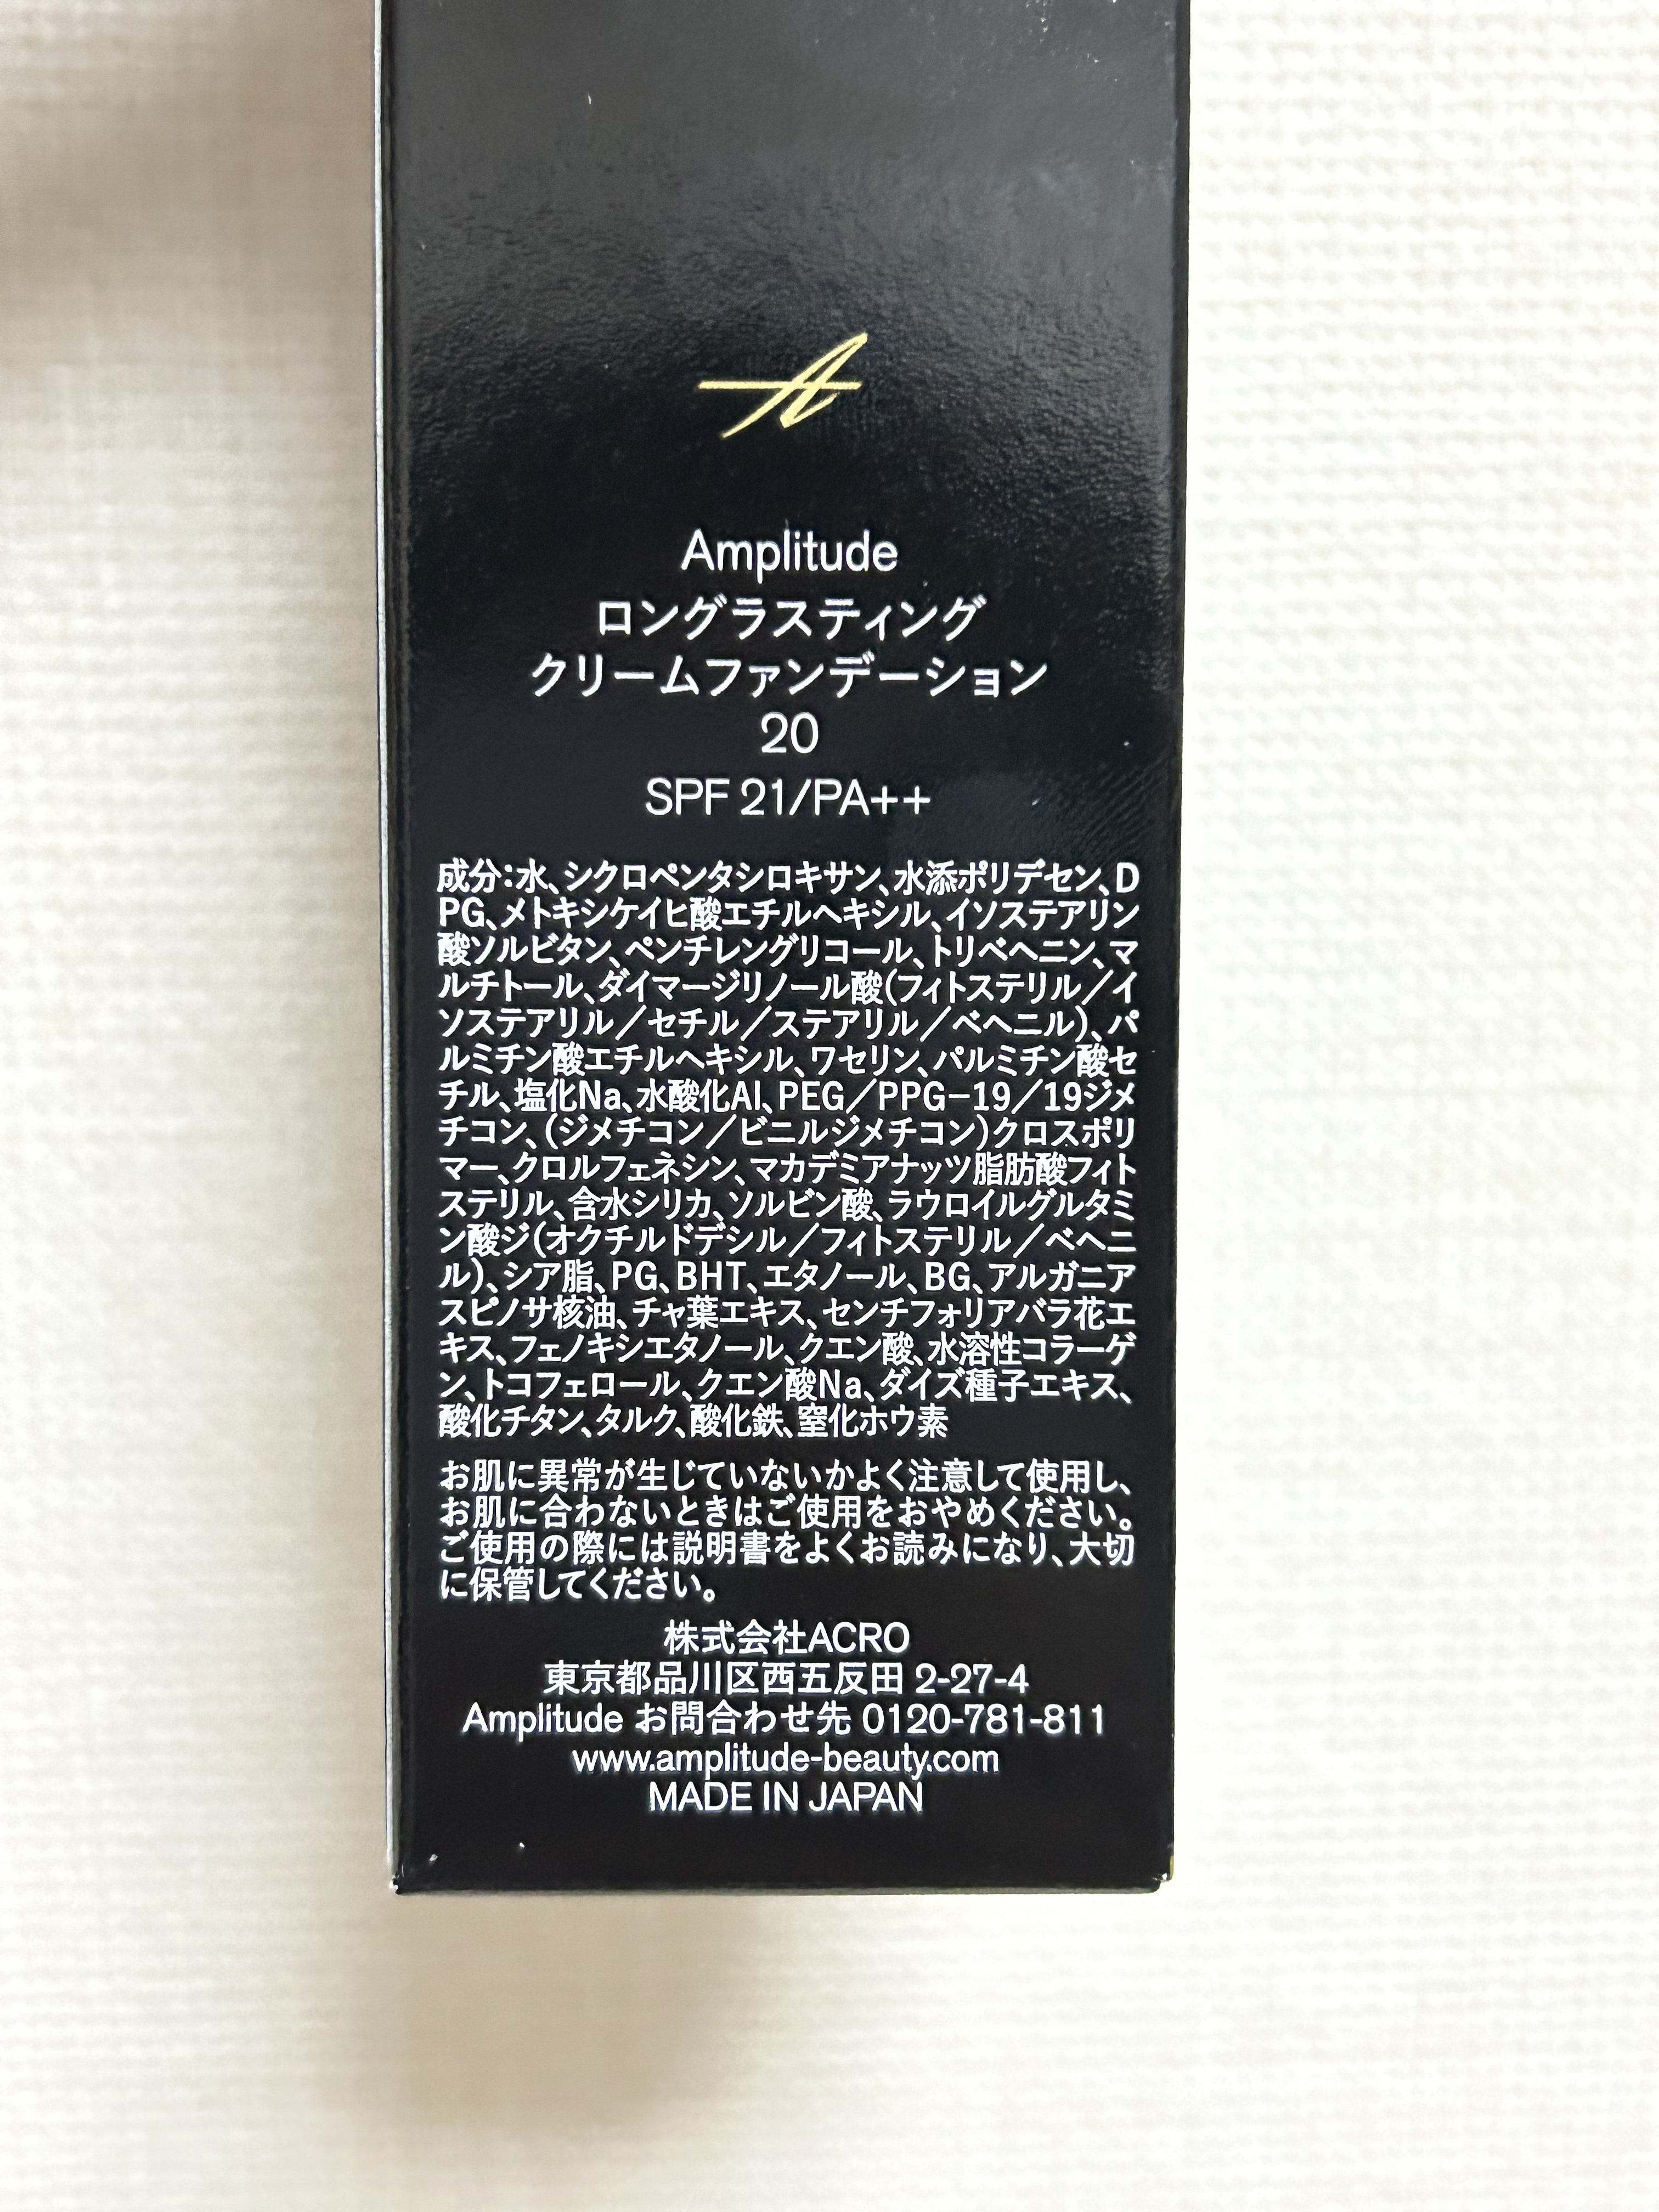 Amplitude
ロングラスティング
クリームファンデーション
20
SPF 21/PA++
成分：水、シクロペンタシロキサン、水添ポリデセン、D
PG、メトキシケイヒ酸エチルヘキシル、イソステアリン
酸ソルビタン、ペンチレングリコール、トリベヘニン、マ
ルチトール、ダイマージリノール酸（フィトステリル／イ
ソステアリル／セチル／ステアリル／ベヘニル）、パ
ルミチン酸エチルヘキシル、ワセリン、パルミチン酸セ
チル、塩化Na、水酸化Al、PEG／PPG−19／19ジメ
チコン、（ジメチコン／ビニルジメチコン）クロスポリ
マー、クロルフェネシン、マカデミアナッツ脂肪酸フィト
ステリル、含水シリカ、ソルビン酸、ラウロイルグルタミ
ン酸ジ（オクチルドデシル／フィトステリル／ベヘニ
ル）、シア脂、PG、BHT、エタノール、BG、アルガニア
スピノサ核油、チャ葉エキス、センチフォリアバラ花エ
キス、フェノキシエタノール、クエン酸、水溶性コラーゲ
ン、トコフェロール、クエン酸Na、ダイズ種子エキス、
酸化チタン、タルク、酸化鉄、窒化ホウ素
お肌に異常が生じていないかよく注意して使用し、
お肌に合わないときはご使用をおやめください。
ご使用の際には説明書をよくお読みになり、大切
に保管してください。
株式会社ACRO
東京都品川区西五反田 2-27-4
Amplitude お問合わせ先 0120-781-811
www.amplitude-beauty.com
MADE IN JAPAN